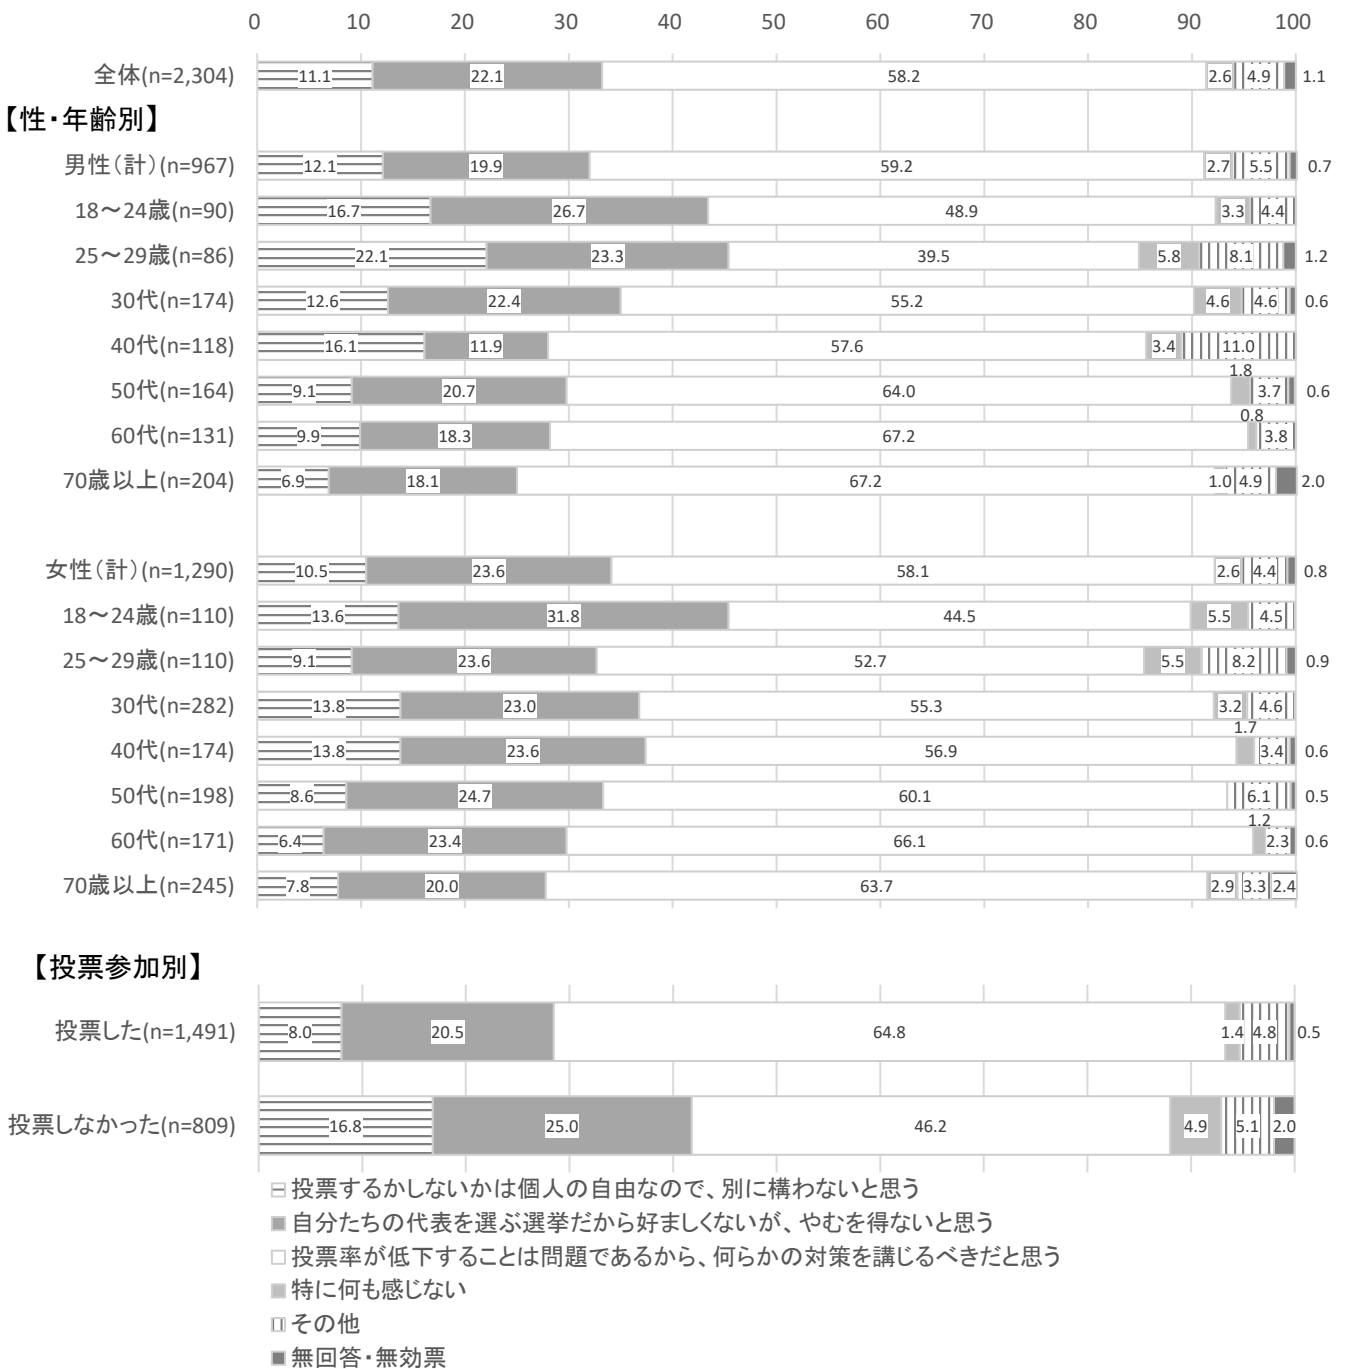 0 10 20 30 40 50 60 70 80 90 100
全体(n=2,304) 11.1 22.1 58.2 2.6 4.9 1.1
【性・年齢別】
男性(計)(n=967) 12.1 19.9 59.2 2.7 5.5 0.7
18～24歳(n=90) 16.7 26.7 48.9 3.3 4.4
25～29歳(n=86) 22.1 23.3 39.5 5.8 8.1 1.2
30代(n=174) 12.6 22.4 55.2 4.6 4.6 0.6
40代(n=118) 16.1 11.9 57.6 3.4 11.0
50代(n=164) 9.1 20.7 64.0 1.8 3.7 0.6
60代(n=131) 9.9 18.3 67.2 0.8 3.8
70歳以上(n=204) 6.9 18.1 67.2 1.0 4.9 2.0
女性(計)(n=1,290) 10.5 23.6 58.1 2.6 4.4 0.8
18～24歳(n=110) 13.6 31.8 44.5 5.5 4.5
25～29歳(n=110) 9.1 23.6 52.7 5.5 8.2 0.9
30代(n=282) 13.8 23.0 55.3 3.2 4.6
40代(n=174) 13.8 23.6 56.9 1.7 3.4 0.6
50代(n=198) 8.6 24.7 60.1 6.1 0.5
60代(n=171) 6.4 23.4 66.1 1.2 2.3 0.6
70歳以上(n=245) 7.8 20.0 63.7 2.9 3.3 2.4
【投票参加別】
投票した(n=1,491) 8.0 20.5 64.8 1.4 4.8 0.5
投票しなかった(n=809) 16.8 25.0 46.2 4.9 5.1 2.0
投票するかしないかは個人の自由なので、別に構わないと思う
自分たちの代表を選ぶ選挙だから好ましくないが、やむを得ないと思う
投票率が低下することは問題であるから、何らかの対策を講じるべきだと思う
特に何も感じない
その他
無回答・無効票